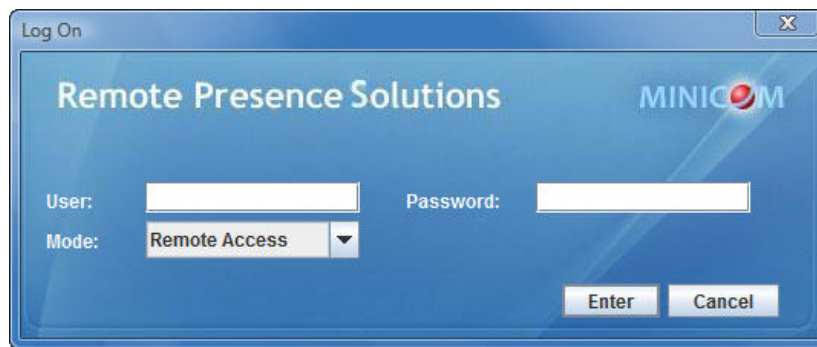 Log On
Remote Presence Solutions
MINICOM
User:
Password:
Mode:
Remote Access
Enter
Cancel